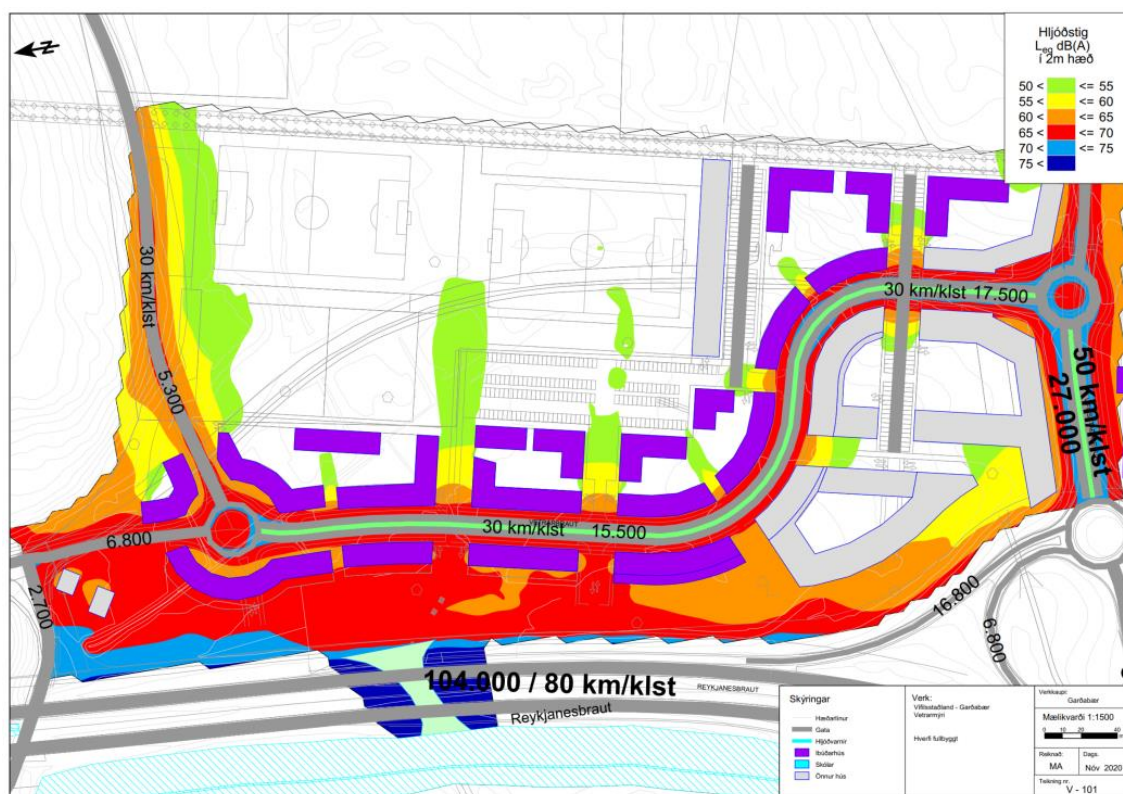 N
Hljóðstig
Leq dB(A)
í 2m hæð
50 < <= 55
55 < <= 60
60 < <= 65
65 < <= 70
70 < <= 75
75 <
30 km/klst
5.300
30 km/klst 17.500
50 km/klst
27.000
6.800
30 km/klst 15.500
2.700
16.800
6.800
104.000 / 80 km/klst
REYKJANESBRAUT
Reykjanesbraut
Skýringar
Hæðarlínur
Gata
Hljóðvarnir
Íbúðarhús
Skólar
Önnur hús
Verk:
Vífilsstaðland - Garðabær
Vetrarmýri
Hverfi fullbyggt
Verkkaupi:
Garðabær
Mælikvarði 1:1500
0 10 20 40
m
Reiknað: Dags.
MA Nóv 2020
Teikning nr.
V - 101